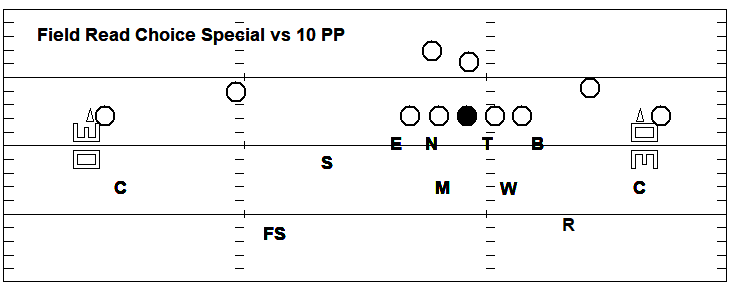 Field Read Choice Special vs 10 PP
E N T B
S
C M W C
FS R